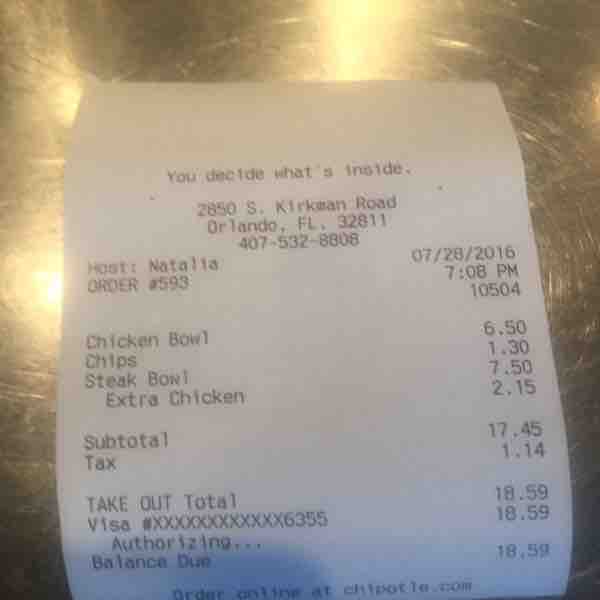 You decide what's inside.
2850 S. Kirkman Road
Orlando, FL. 32811
407-532-8808
Host: Natalia 07/28/2016
ORDER #593 7:08 PM
10504
Chicken Bowl 6.50
Chips 1.30
Steak Bowl 7.50
Extra Chicken 2.15
Subtotal 17.45
Tax 1.14
TAKE OUT Total 18.59
Visa #XXXXXXXXXXXX6355 18.59
Authorizing...
Balance Due 18.59
Order online at chipotle.com